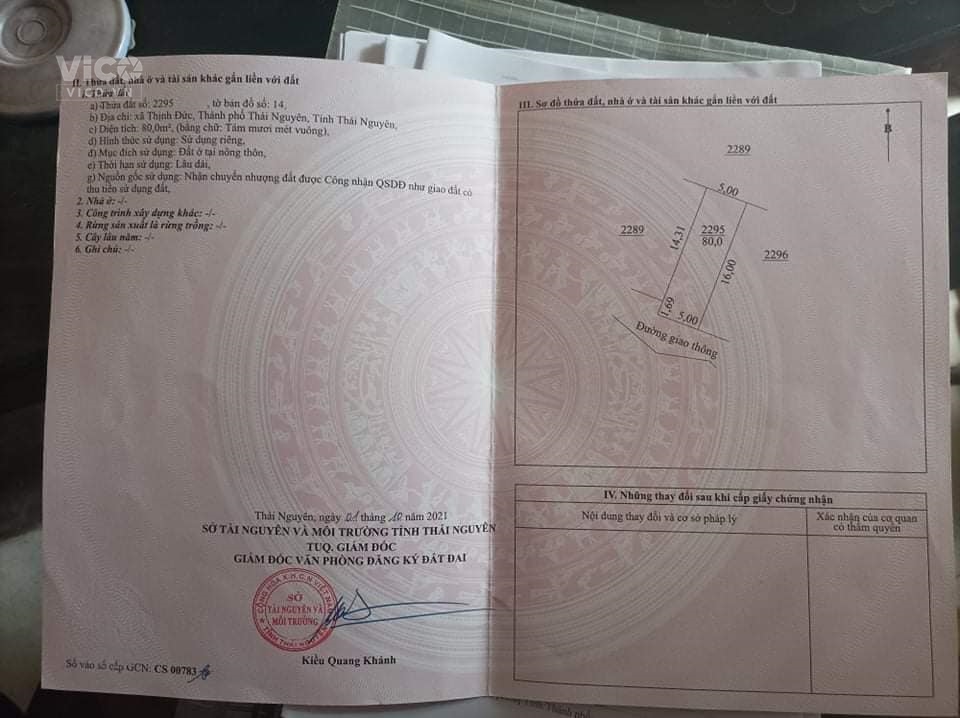 II. Thửa đất, nhà ở và tài sản khác gắn liền với đất
1. Thửa đất
a) Thửa đất số: 2295 , tờ bản đồ số: 14,
b) Địa chỉ: xã Thịnh Đức, Thành phố Thái Nguyên, Tỉnh Thái Nguyên,
c) Diện tích: 80,0m², (bằng chữ: Tám mươi mét vuông),
d) Hình thức sử dụng: Sử dụng riêng,
đ) Mục đích sử dụng: Đất ở tại nông thôn,
e) Thời hạn sử dụng: Lâu dài,
g) Nguồn gốc sử dụng: Nhận chuyển nhượng đất được Công nhận QSDĐ như giao đất có
thu tiền sử dụng đất,
2. Nhà ở: -/-
3. Công trình xây dựng khác: -/-
4. Rừng sản xuất là rừng trồng: -/-
5. Cây lâu năm: -/-
6. Ghi chú: -/-
Thái Nguyên, ngày 01 tháng 10 năm 2021
SỞ TÀI NGUYÊN VÀ MÔI TRƯỜNG TỈNH THÁI NGUYÊN
TUQ. GIÁM ĐỐC
GIÁM ĐỐC VĂN PHÒNG ĐĂNG KÝ ĐẤT ĐAI
CỘNG HÒA X.H.C.N VIỆT NAM
SỞ
TÀI NGUYÊN VÀ
MÔI TRƯỜNG
TỈNH THÁI NGUYÊN
Kiều Quang Khánh
Số vào sổ cấp GCN: CS 00783
III. Sơ đồ thửa đất, nhà ở và tài sản khác gắn liền với đất
B
2289
5,00
2289
14,31
2295
80,0
16,00
2296
1,69
5,00
Đường giao thông
IV. Những thay đổi sau khi cấp giấy chứng nhận
Nội dung thay đổi và cơ sở pháp lý
Xác nhận của cơ quan
có thẩm quyền